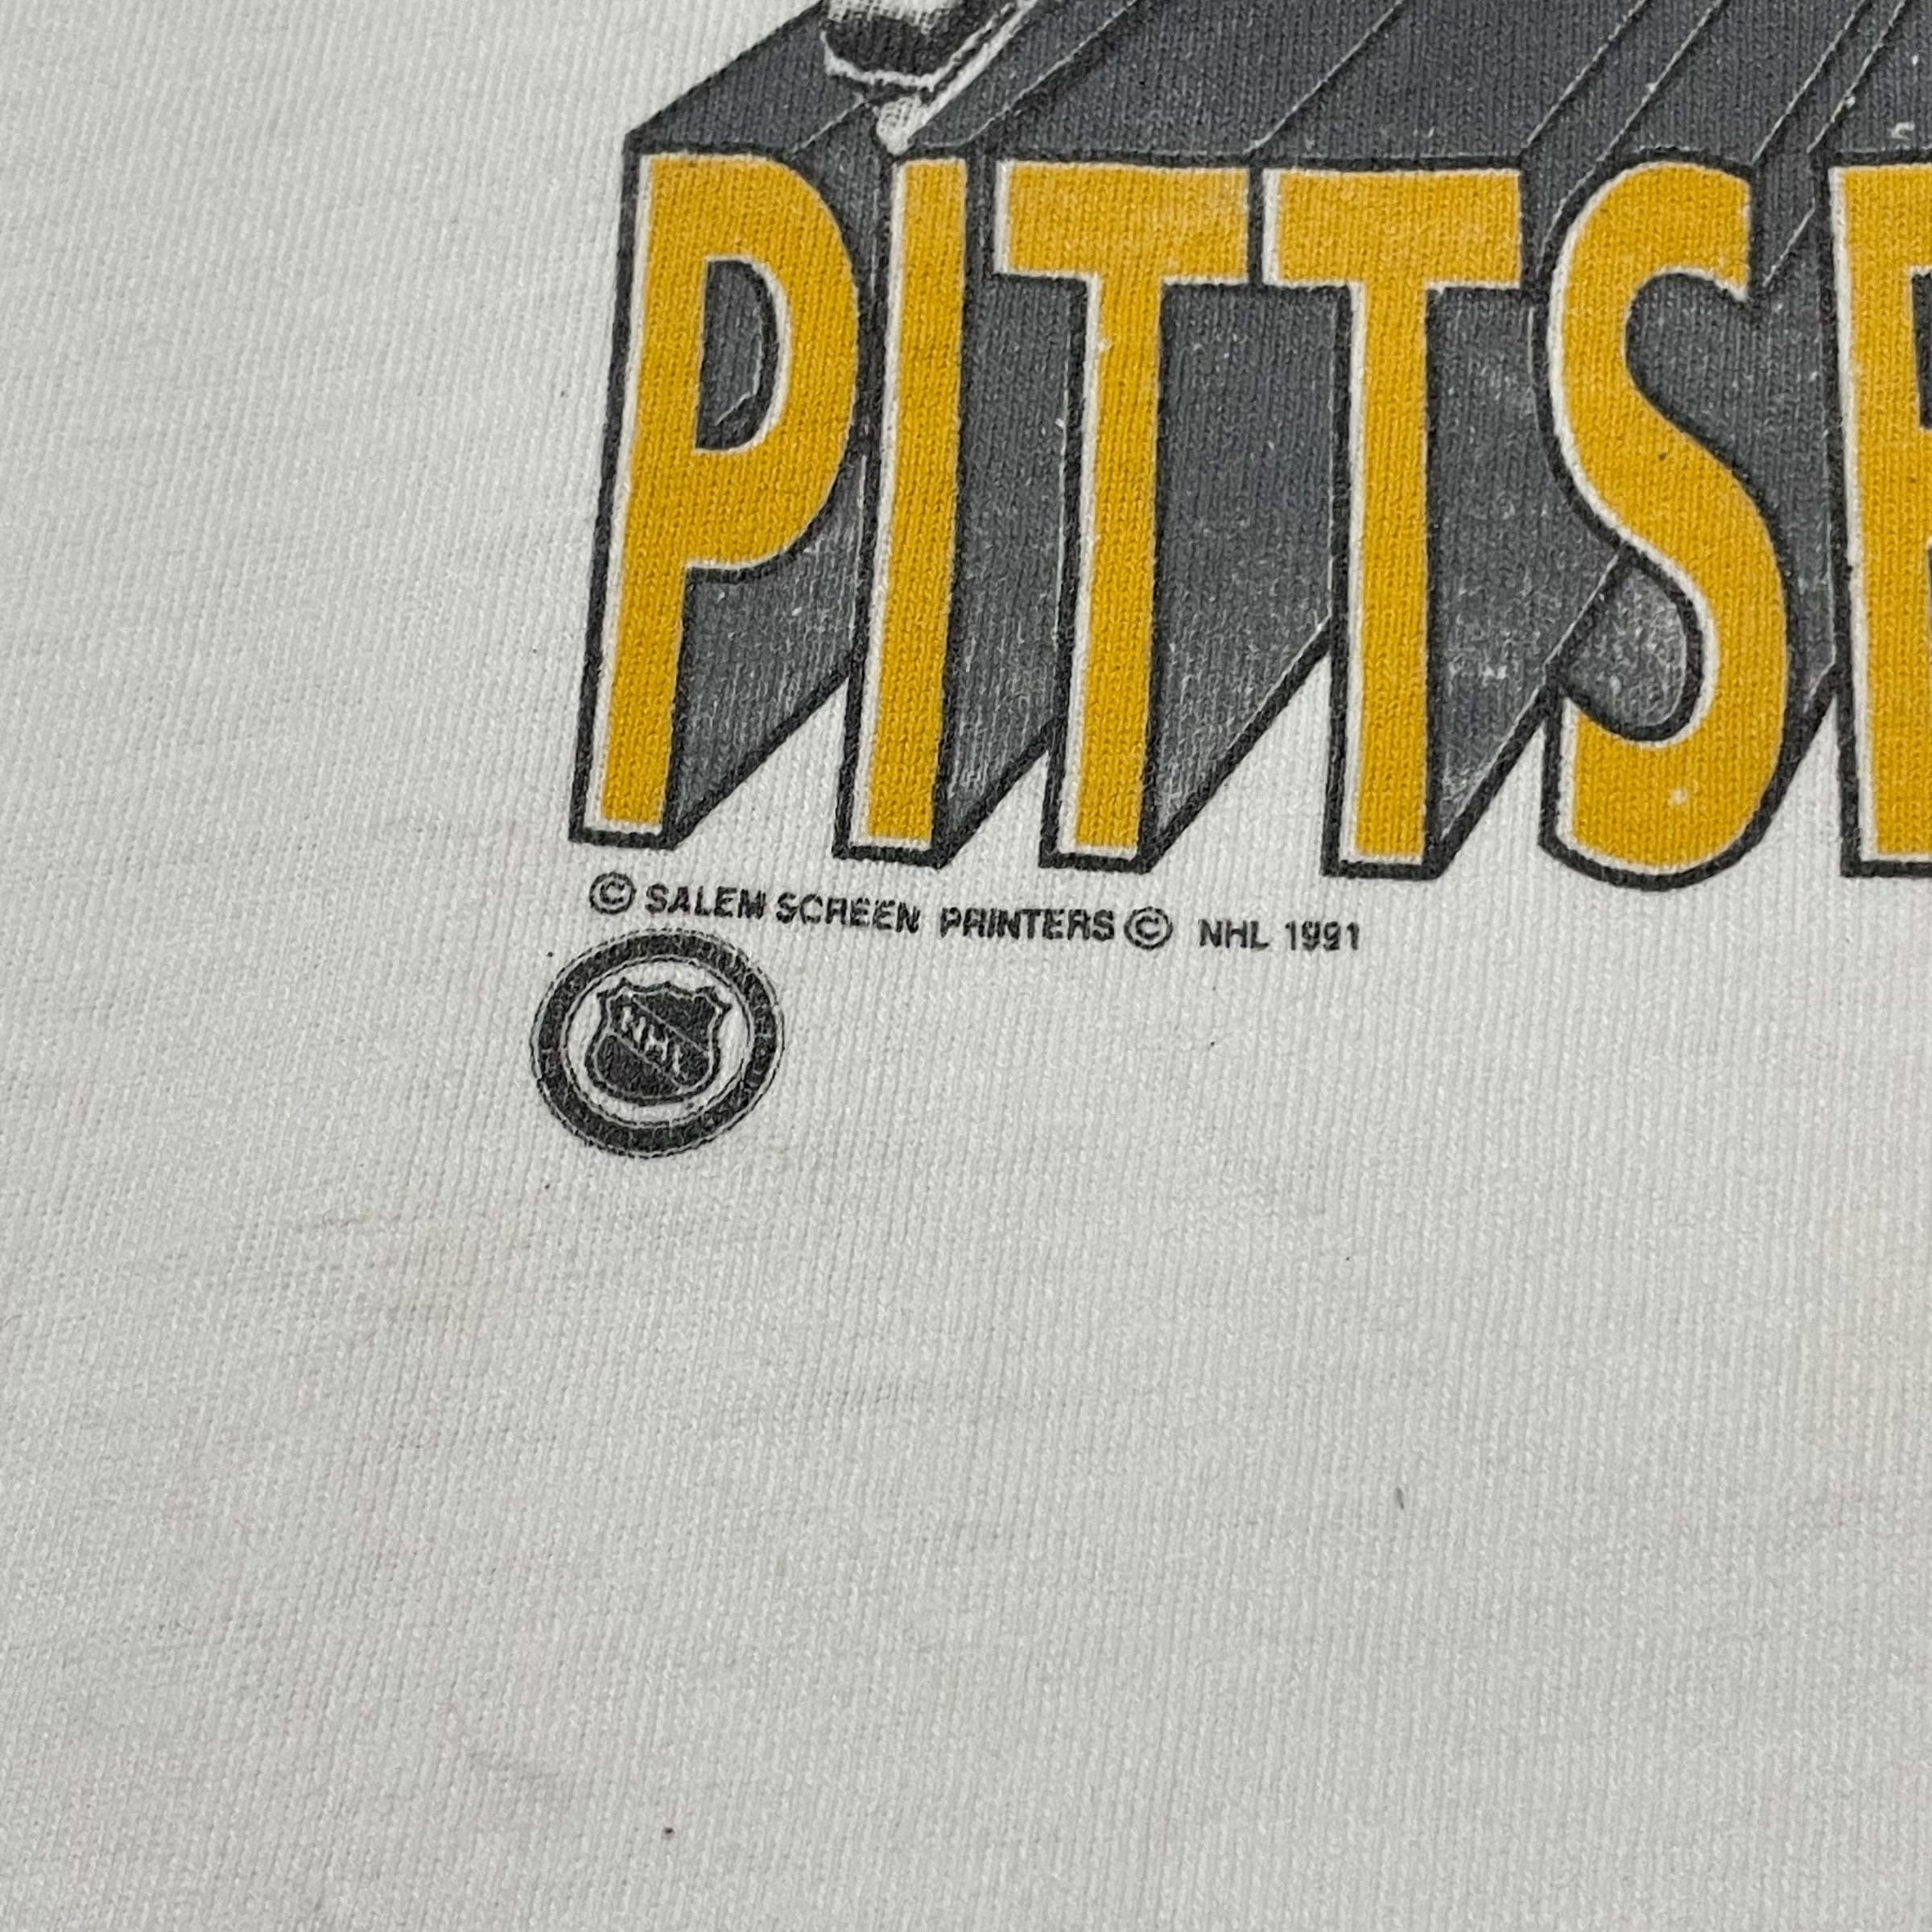 PITTSB
© SALEM SCREEN PRINTERS © NHL 1991
NHL